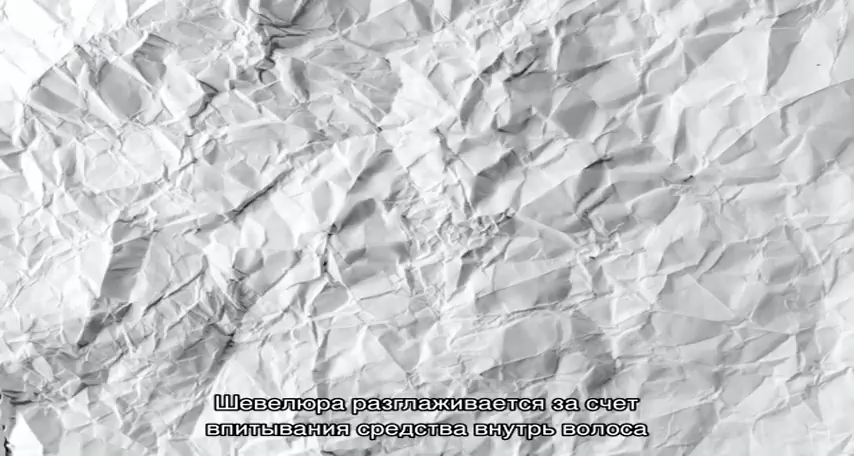 Шевелюра разглаживается за счет
впитывания средства внутрь волоса